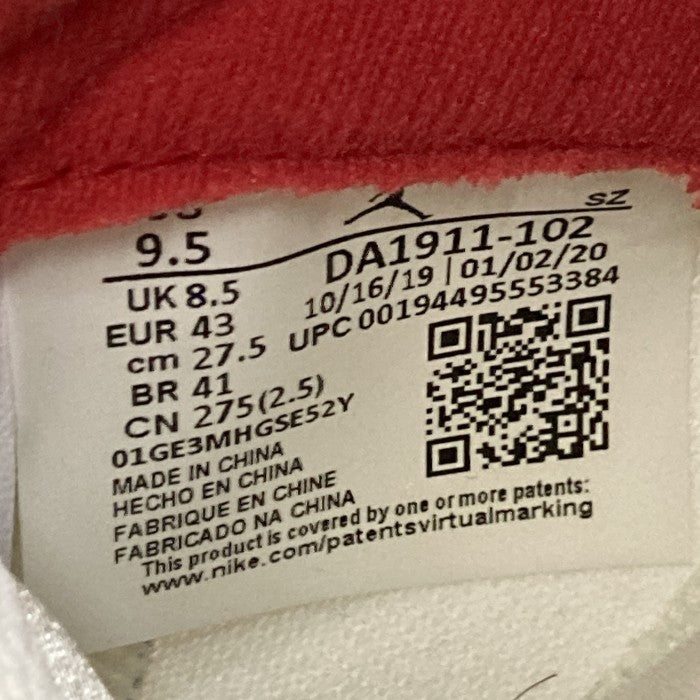 SZ
9.5
DA1911-102
UK 8.5
10/16/19 | 01/02/20
EUR 43
UPC 00194495553384
cm 27.5
BR 41
CN 275(2.5)
01GE3MHGSE52Y
MADE IN CHINA
HECHO EN CHINA
FABRIQUE EN CHINE
FABRICADO NA CHINA
This product is covered by one or more patents:
www.nike.com/patentsvirtualmarking